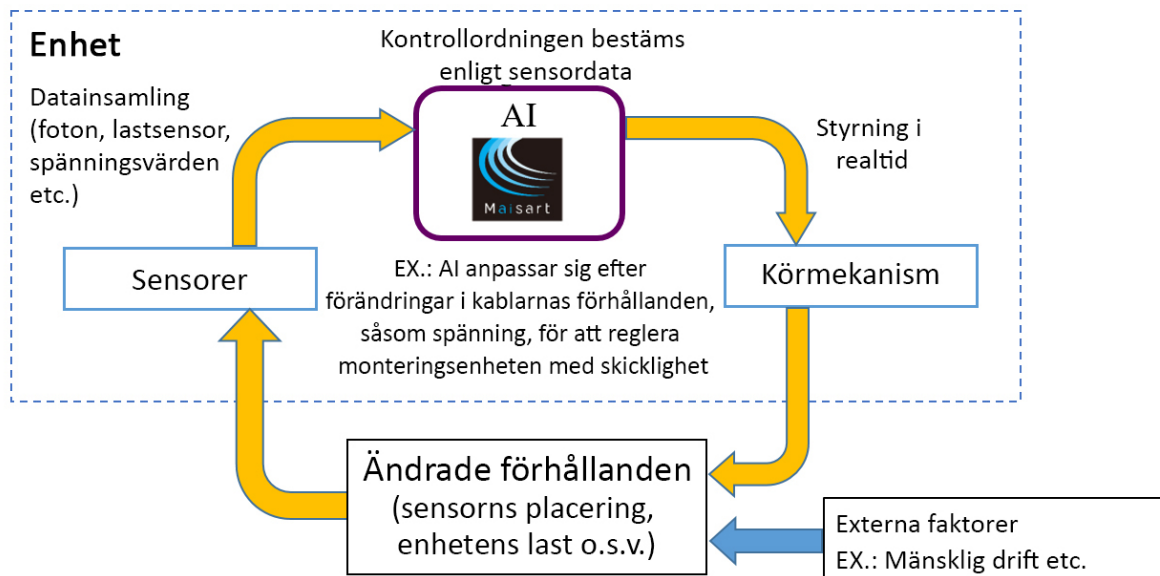 Enhet
Kontrollordningen bestäms
enligt sensordata
Datainsamling
(foton, lastsensor,
spänningsvärden
etc.)
AI
Maisart
Styrning i
realtid
Sensorer
EX.: AI anpassar sig efter
förändringar i kablarnas förhållanden,
såsom spänning, för att reglera
monteringsenheten med skicklighet
Körmekanism
Ändrade förhållanden
(sensorns placering,
enhetens last o.s.v.)
Externa faktorer
EX.: Mänsklig drift etc.